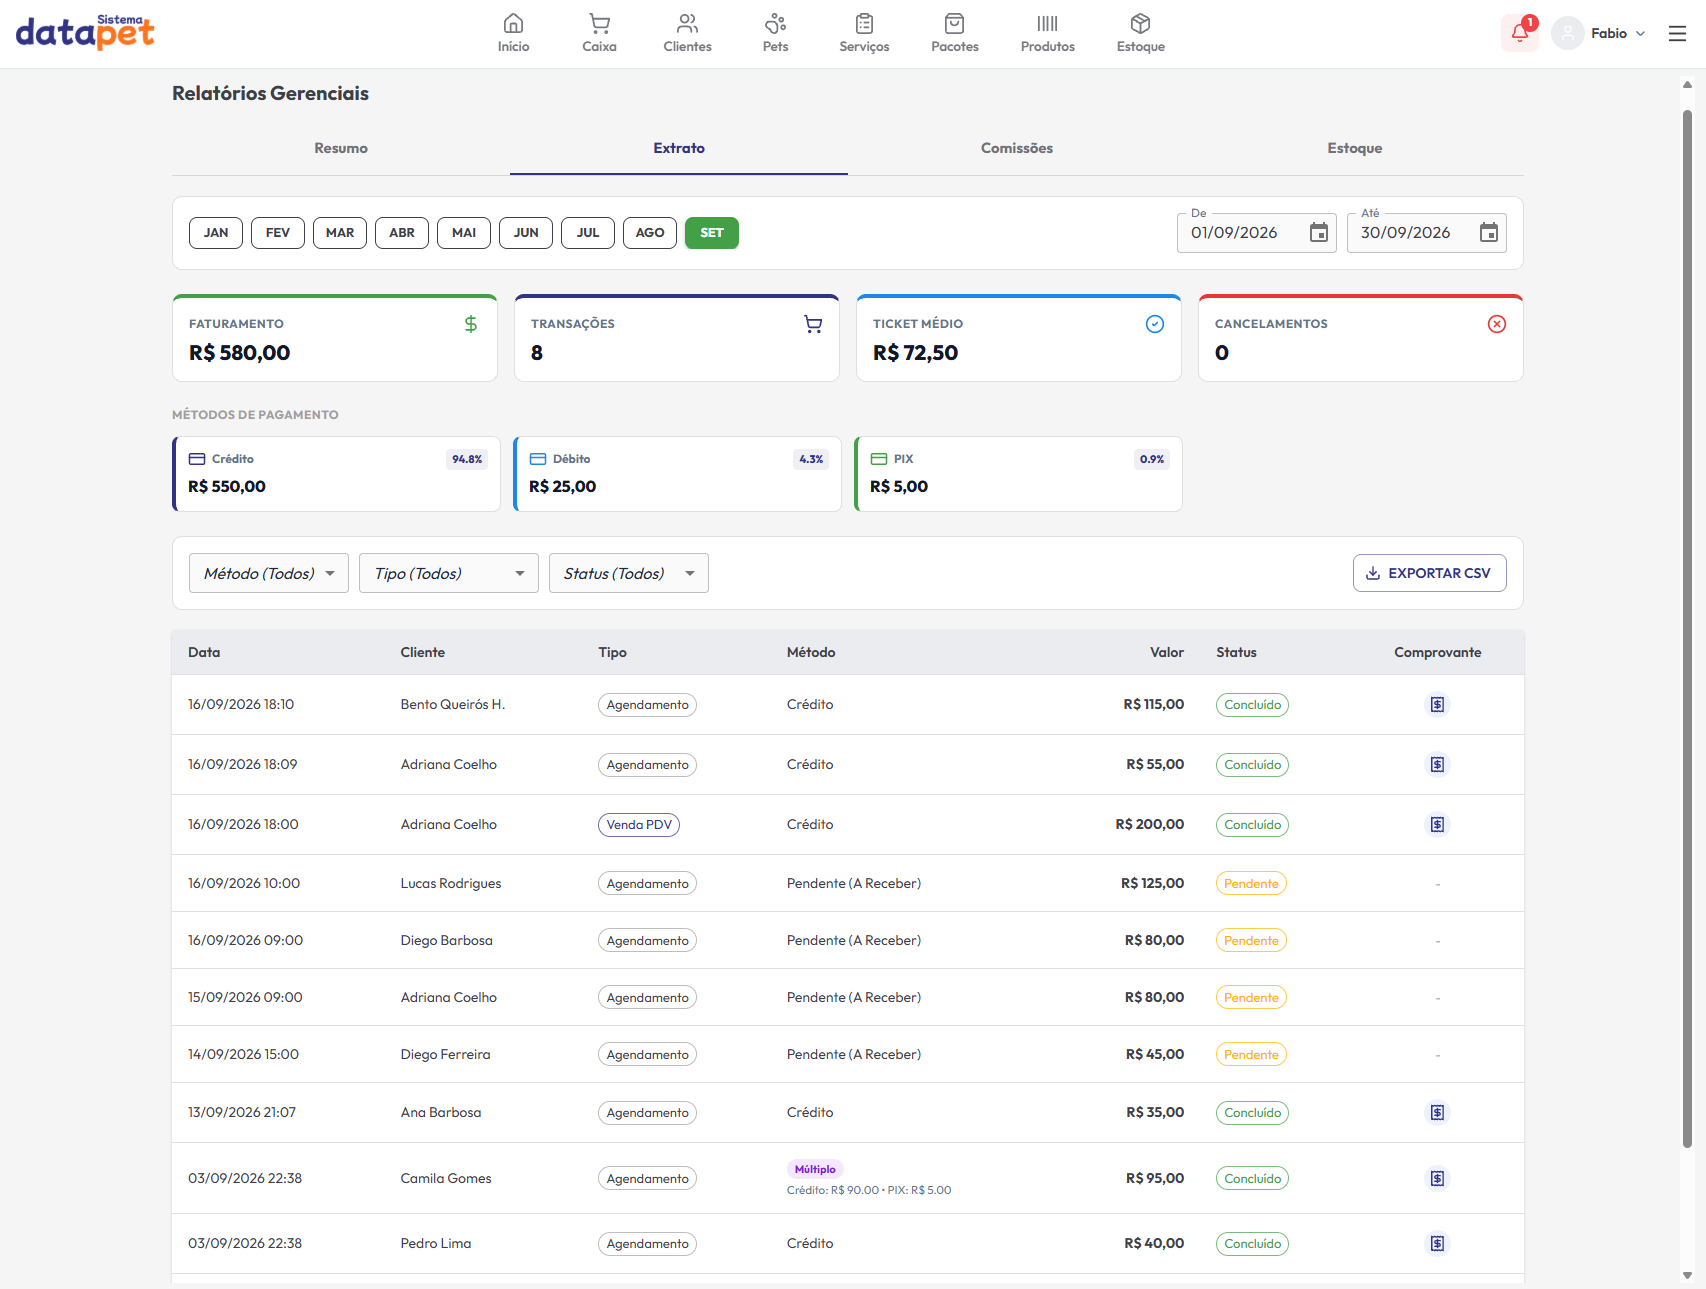 Sistema
datapet
Início
Caixa
Clientes
Pets
Serviços
Pacotes
Produtos
Estoque
1
Fabio
Relatórios Gerenciais
Resumo
Extrato
Comissões
Estoque
JAN
FEV
MAR
ABR
MAI
JUN
JUL
AGO
SET
De
01/09/2026
Até
30/09/2026
FATURAMENTO
R$ 580,00
TRANSAÇÕES
8
TICKET MÉDIO
R$ 72,50
CANCELAMENTOS
0
MÉTODOS DE PAGAMENTO
Crédito
94.8%
R$ 550,00
Débito
4.3%
R$ 25,00
PIX
0.9%
R$ 5,00
Método (Todos)
Tipo (Todos)
Status (Todos)
EXPORTAR CSV
Data Cliente Tipo Método Valor Status Comprovante
16/09/2026 18:10 Bento Queirós H. Agendamento Crédito R$ 115,00 Concluído
16/09/2026 18:09 Adriana Coelho Agendamento Crédito R$ 55,00 Concluído
16/09/2026 18:00 Adriana Coelho Venda PDV Crédito R$ 200,00 Concluído
16/09/2026 10:00 Lucas Rodrigues Agendamento Pendente (A Receber) R$ 125,00 Pendente -
16/09/2026 09:00 Diego Barbosa Agendamento Pendente (A Receber) R$ 80,00 Pendente -
15/09/2026 09:00 Adriana Coelho Agendamento Pendente (A Receber) R$ 80,00 Pendente -
14/09/2026 15:00 Diego Ferreira Agendamento Pendente (A Receber) R$ 45,00 Pendente -
13/09/2026 21:07 Ana Barbosa Agendamento Crédito R$ 35,00 Concluído
03/09/2026 22:38 Camila Gomes Agendamento Múltiplo R$ 95,00 Concluído
Crédito: R$ 90.00 • PIX: R$ 5.00
03/09/2026 22:38 Pedro Lima Agendamento Crédito R$ 40,00 Concluído